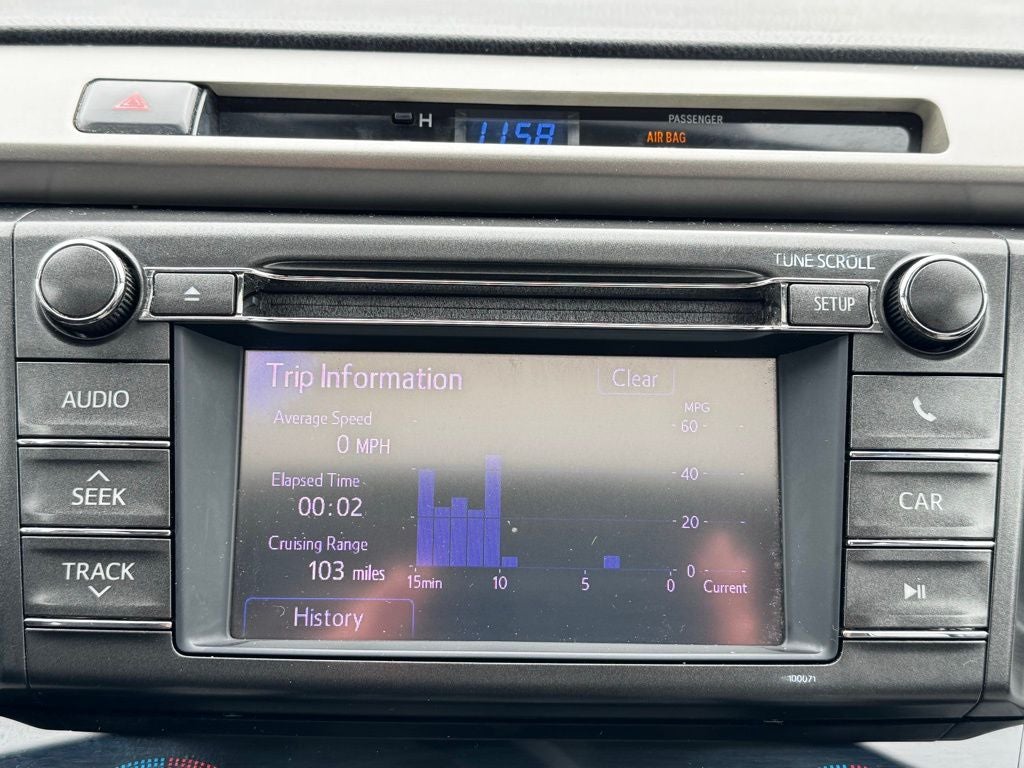 H
11:58
PASSENGER
AIR BAG
TUNE SCROLL
SETUP
AUDIO
SEEK
TRACK
CAR
Trip Information
Clear
Average Speed
0 MPH
Elapsed Time
00:02
Cruising Range
103 miles
History
MPG
60
40
20
0
15min
10
5
0
Current
100071